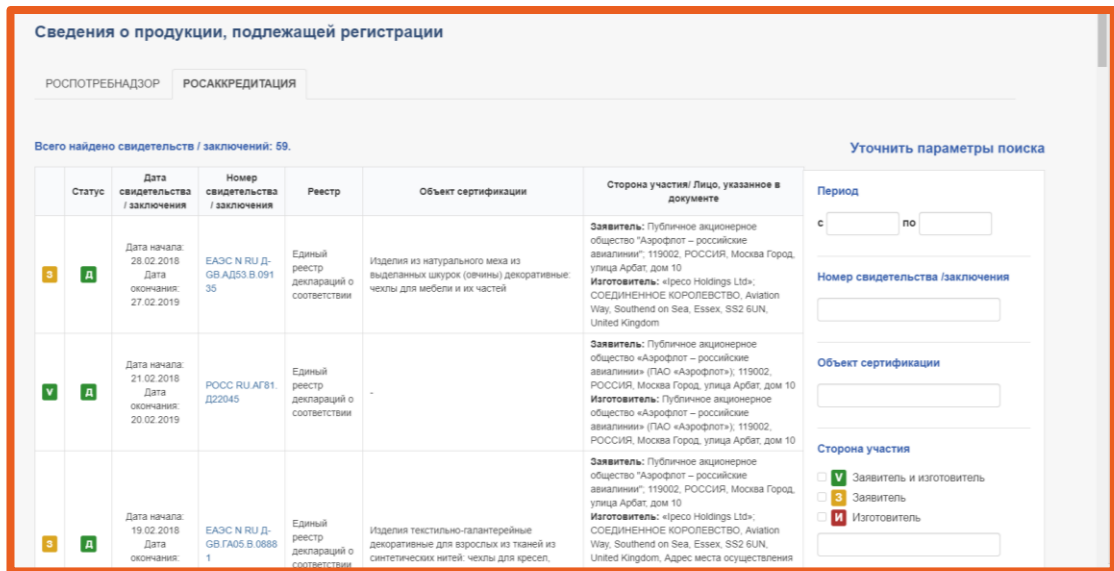 Сведения о продукции, подлежащей регистрации
РОСПОТРЕБНАДЗОР РОСАККРЕДИТАЦИЯ
Всего найдено свидетельств / заключений: 59.
Уточнить параметры поиска
Статус
Дата
свидетельства
/ заключения
Номер
свидетельства
/ заключения
Реестр
Объект сертификации
Сторона участия/ Лицо, указанное в
документе
З
Д
Дата начала:
28.02.2018
Дата
окончания:
27.02.2019
ЕАЭС N RU Д-
GB.АД53.В.091
35
Единый
реестр
деклараций о
соответствии
Изделия из натурального меха из
выделанных шкурок (овчины) декоративные:
чехлы для мебели и их частей
Заявитель: Публичное акционерное
общество "Аэрофлот – российские
авиалинии"; 119002, РОССИЯ, Москва Город,
улица Арбат, дом 10
Изготовитель: «Ipeco Holdings Ltd»;
СОЕДИНЕННОЕ КОРОЛЕВСТВО, Aviation
Way, Southend on Sea, Essex, SS2 6UN,
United Kingdom
V
Д
Дата начала:
21.02.2018
Дата
окончания:
20.02.2019
РОСС RU.АГ81.
Д22045
Единый
реестр
деклараций о
соответствии
-
Заявитель: Публичное акционерное
общество «Аэрофлот – российские
авиалинии» (ПАО «Аэрофлот»); 119002,
РОССИЯ, Москва Город, улица Арбат, дом 10
Изготовитель: Публичное акционерное
общество «Аэрофлот – российские
авиалинии» (ПАО «Аэрофлот»); 119002,
РОССИЯ, Москва Город, улица Арбат, дом 10
З
Д
Дата начала:
19.02.2018
Дата
окончания:
ЕАЭС N RU Д-
GB.ГА05.В.0888
1
Единый
реестр
деклараций о
соответствии
Изделия текстильно-галантерейные
декоративные для взрослых из тканей из
синтетических нитей: чехлы для кресел,
Заявитель: Публичное акционерное
общество "Аэрофлот – российские
авиалинии"; 119002, РОССИЯ, Москва Город,
улица Арбат, дом 10
Изготовитель: «Ipeco Holdings Ltd»;
СОЕДИНЕННОЕ КОРОЛЕВСТВО, Aviation
Way, Southend on Sea, Essex, SS2 6UN,
United Kingdom, Адрес места осуществления
Период
с по
Номер свидетельства /заключения
Объект сертификации
Сторона участия
V Заявитель и изготовитель
З Заявитель
И Изготовитель